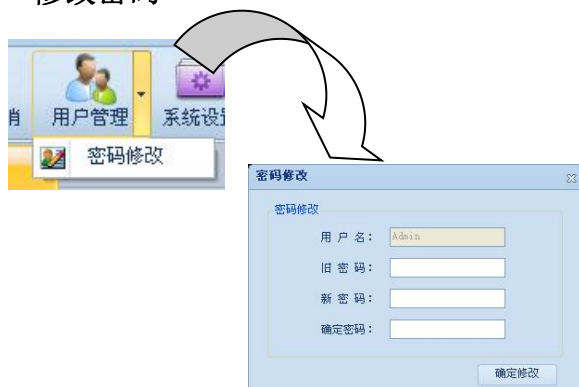 修改密码
用户管理
系统设
密码修改
密码修改
密码修改
用 户 名：
Admin
旧 密 码：
新 密 码：
确定密码：
确定修改